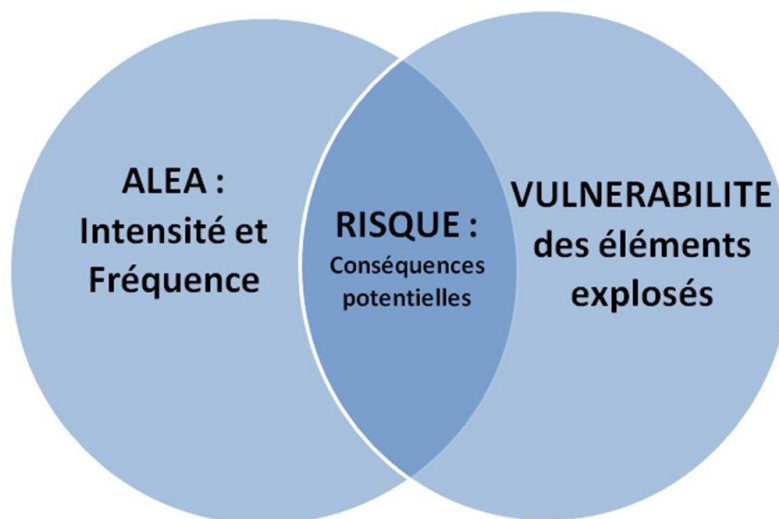 ALEA :
Intensité et
Fréquence
RISQUE :
Conséquences
potentielles
VULNERABILITE
des éléments
explosés